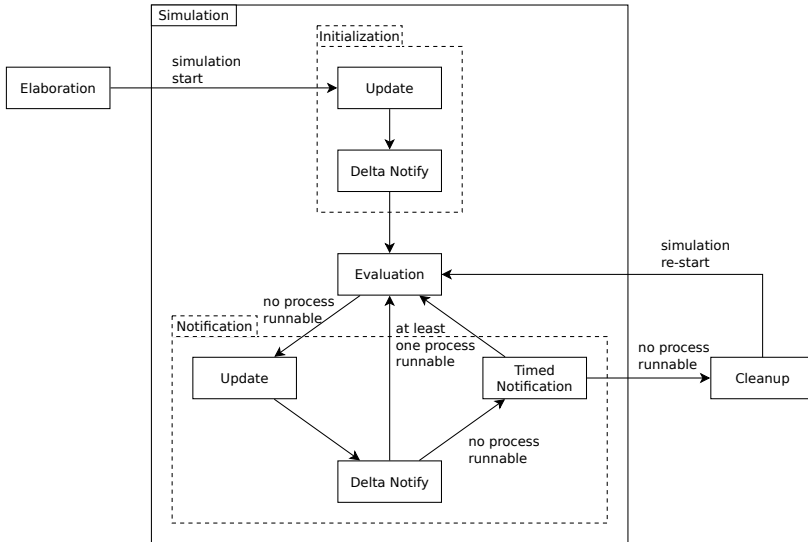 Simulation
Initialization
simulation
start
Elaboration
Update
Delta Notify
simulation
re-start
Evaluation
no process
runnable
at least
one process
runnable
Notification
no process
runnable
Update
Timed
Notification
Cleanup
no process
runnable
Delta Notify